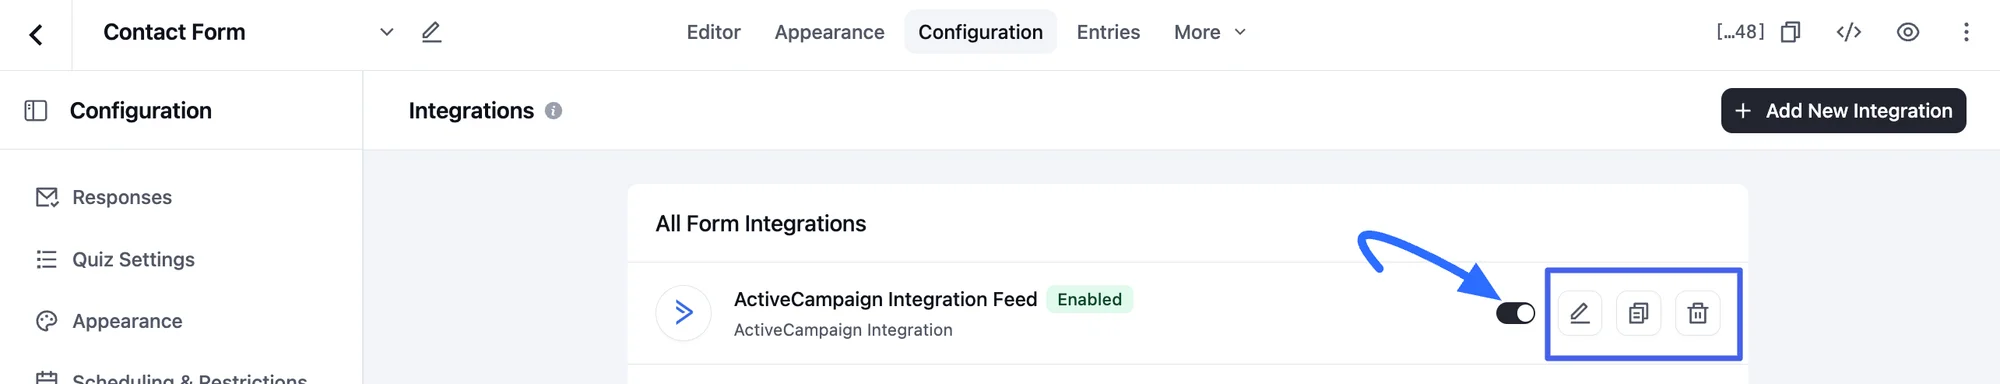 Contact Form
Editor
Appearance
Configuration
Entries
More
[...48]
Configuration
Integrations
+ Add New Integration
Responses
Quiz Settings
Appearance
Scheduling & Restrictions
All Form Integrations
ActiveCampaign Integration Feed Enabled
ActiveCampaign Integration